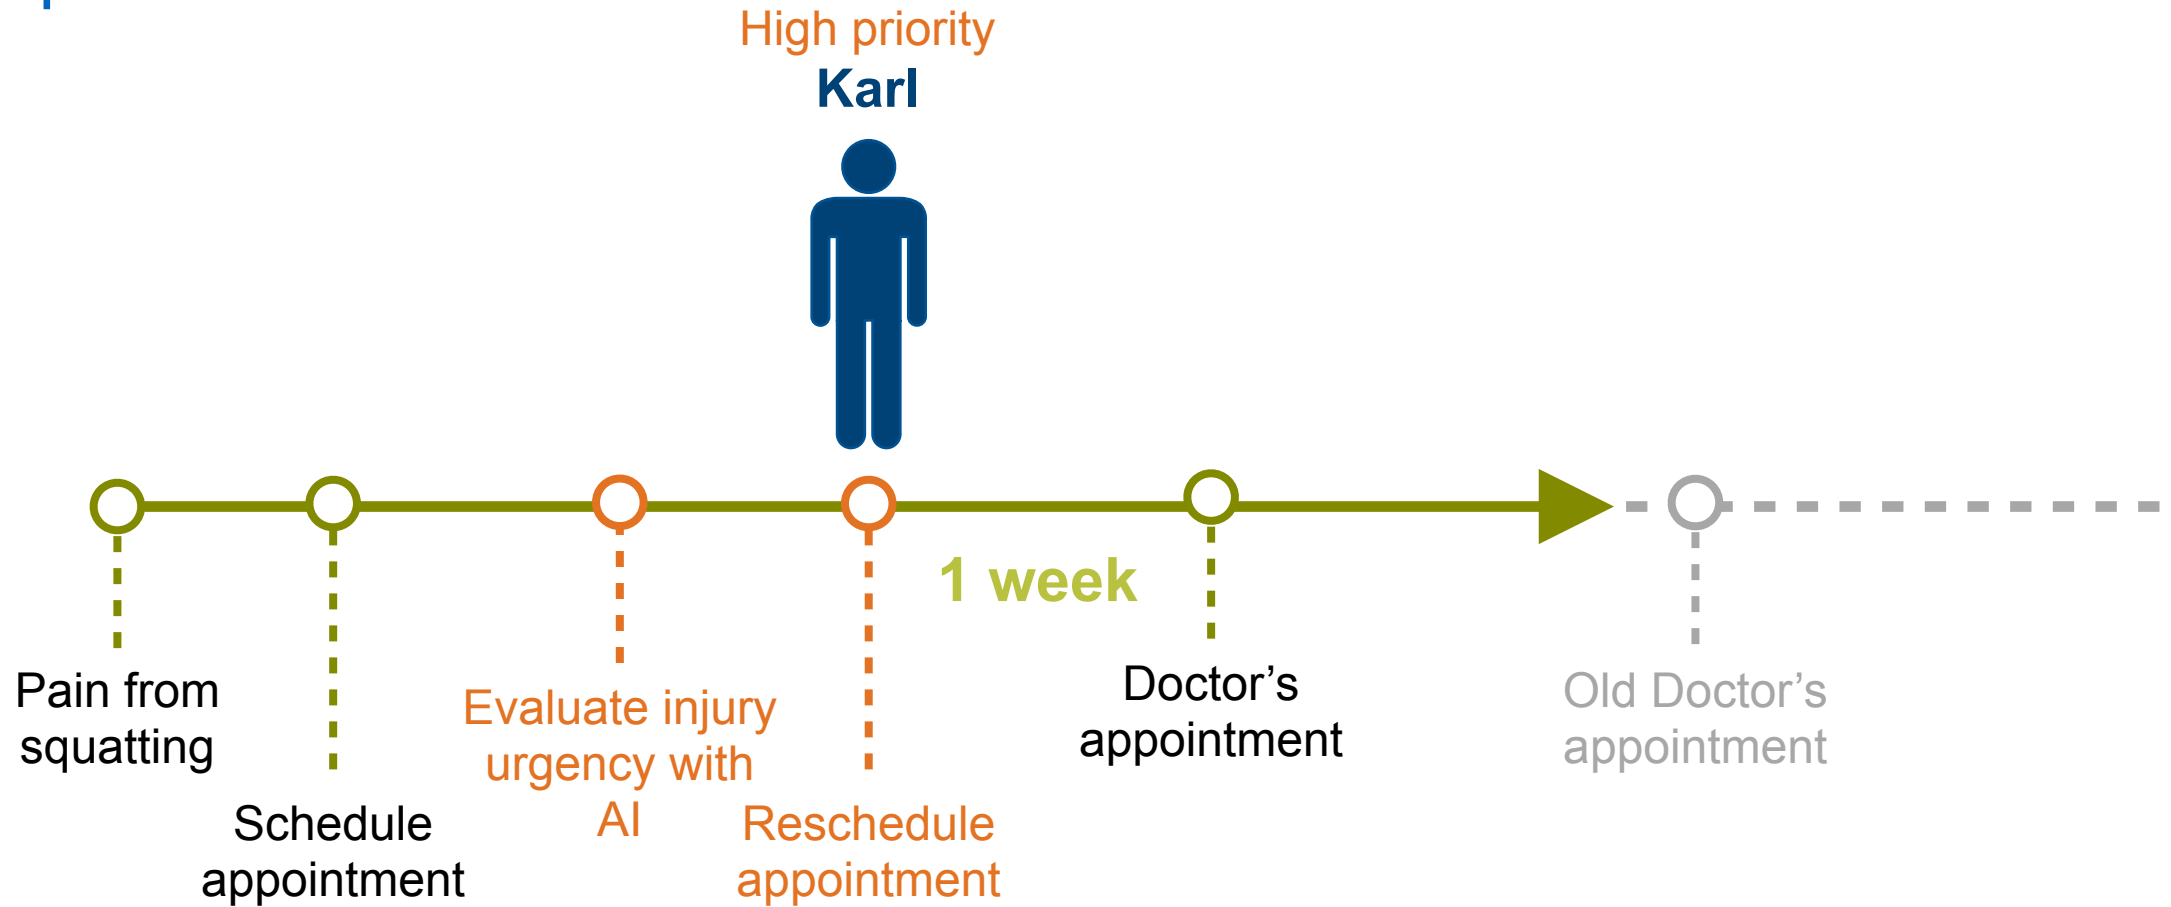 High priority
Karl
1 week
Pain from
squatting
Schedule
appointment
Evaluate injury
urgency with
AI
Reschedule
appointment
Doctor’s
appointment
Old Doctor’s
appointment